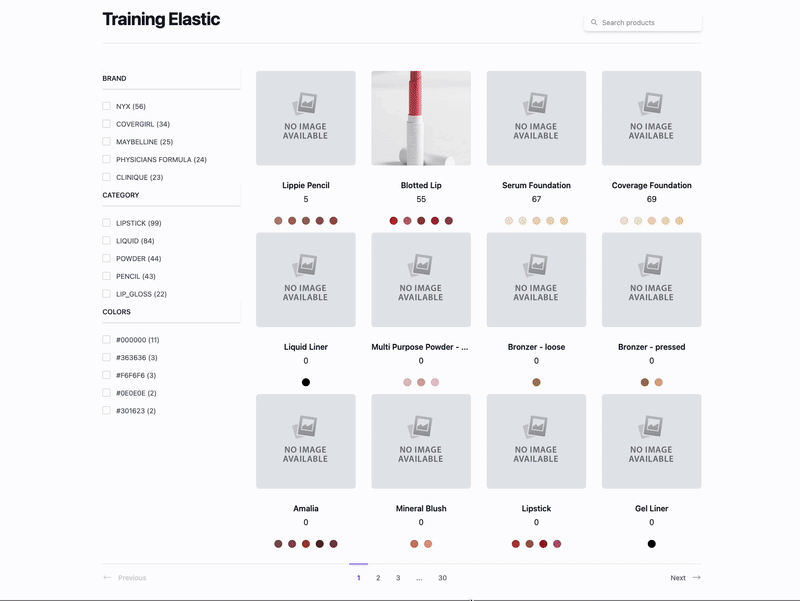 Training Elastic
Search products
BRAND
NYX (56)
COVERGIRL (34)
MAYBELLINE (25)
PHYSICIANS FORMULA (24)
CLINIQUE (23)
CATEGORY
LIPSTICK (99)
LIQUID (84)
POWDER (44)
PENCIL (43)
LIP_GLOSS (22)
COLORS
#000000 (11)
#363636 (3)
#F6F6F6 (3)
#0E0E0E (2)
#301623 (2)
NO IMAGE
AVAILABLE
Lippie Pencil
5
Blotted Lip
55
NO IMAGE
AVAILABLE
Serum Foundation
67
NO IMAGE
AVAILABLE
Coverage Foundation
69
NO IMAGE
AVAILABLE
Liquid Liner
0
NO IMAGE
AVAILABLE
Multi Purpose Powder - ...
0
NO IMAGE
AVAILABLE
Bronzer - loose
0
NO IMAGE
AVAILABLE
Bronzer - pressed
0
NO IMAGE
AVAILABLE
Amalia
0
NO IMAGE
AVAILABLE
Mineral Blush
0
NO IMAGE
AVAILABLE
Lipstick
0
NO IMAGE
AVAILABLE
Gel Liner
0
← Previous
1 2 3 ... 30
Next →